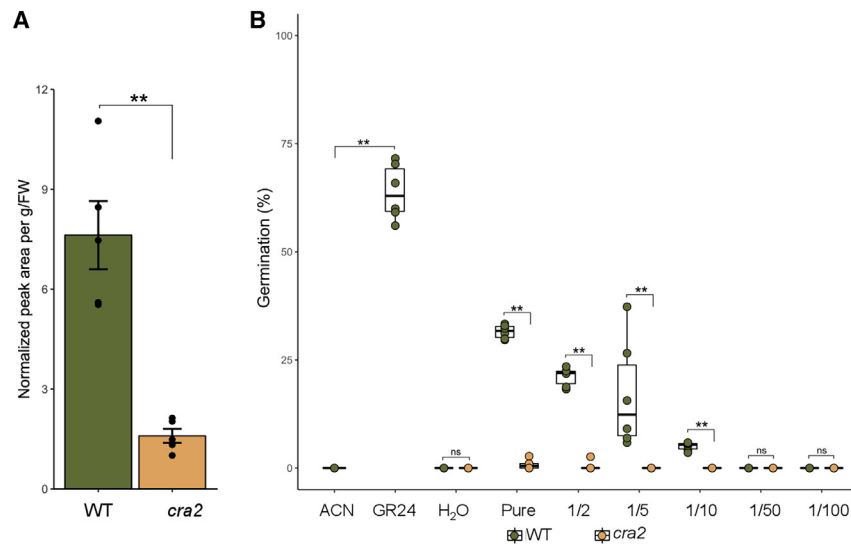 A
Normalized peak area per g/FW
12
9
6
3
0
**
WT cra2
B
Germination (%)
100
75
50
25
0
**
ns
**
**
**
**
ns
ns
ACN GR24 H₂O Pure 1/2 1/5 1/10 1/50 1/100
WT cra2